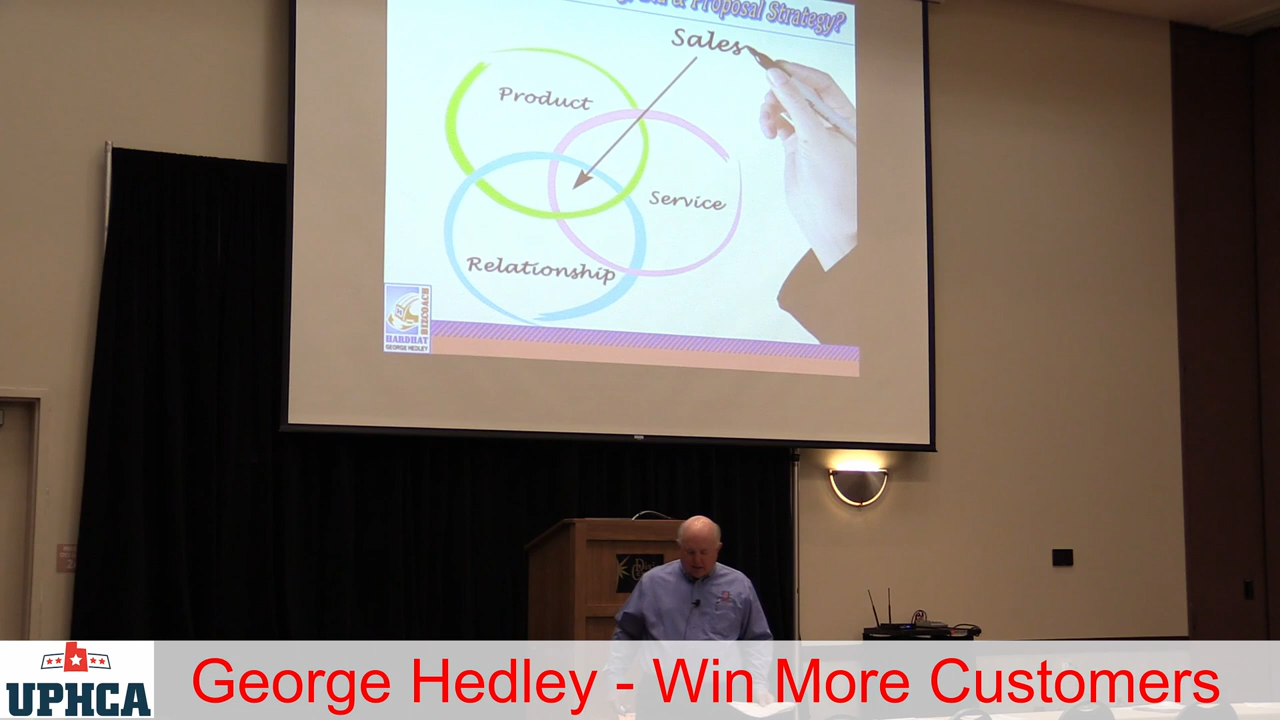 & Proposal Strategy?
Sales
Product
Service
Relationship
HARDHAT
BIZCOACH
GEORGE HEDLEY
UPHCA
George Hedley - Win More Customers